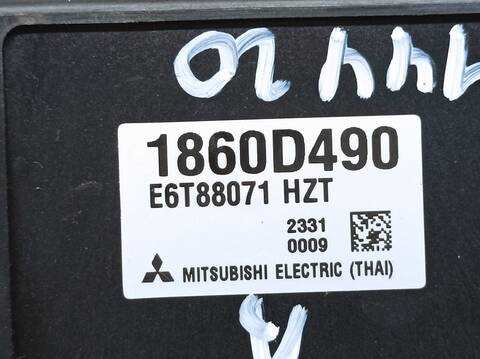 1860D490
E6T88071 HZT
2331
0009
MITSUBISHI ELECTRIC (THAI)